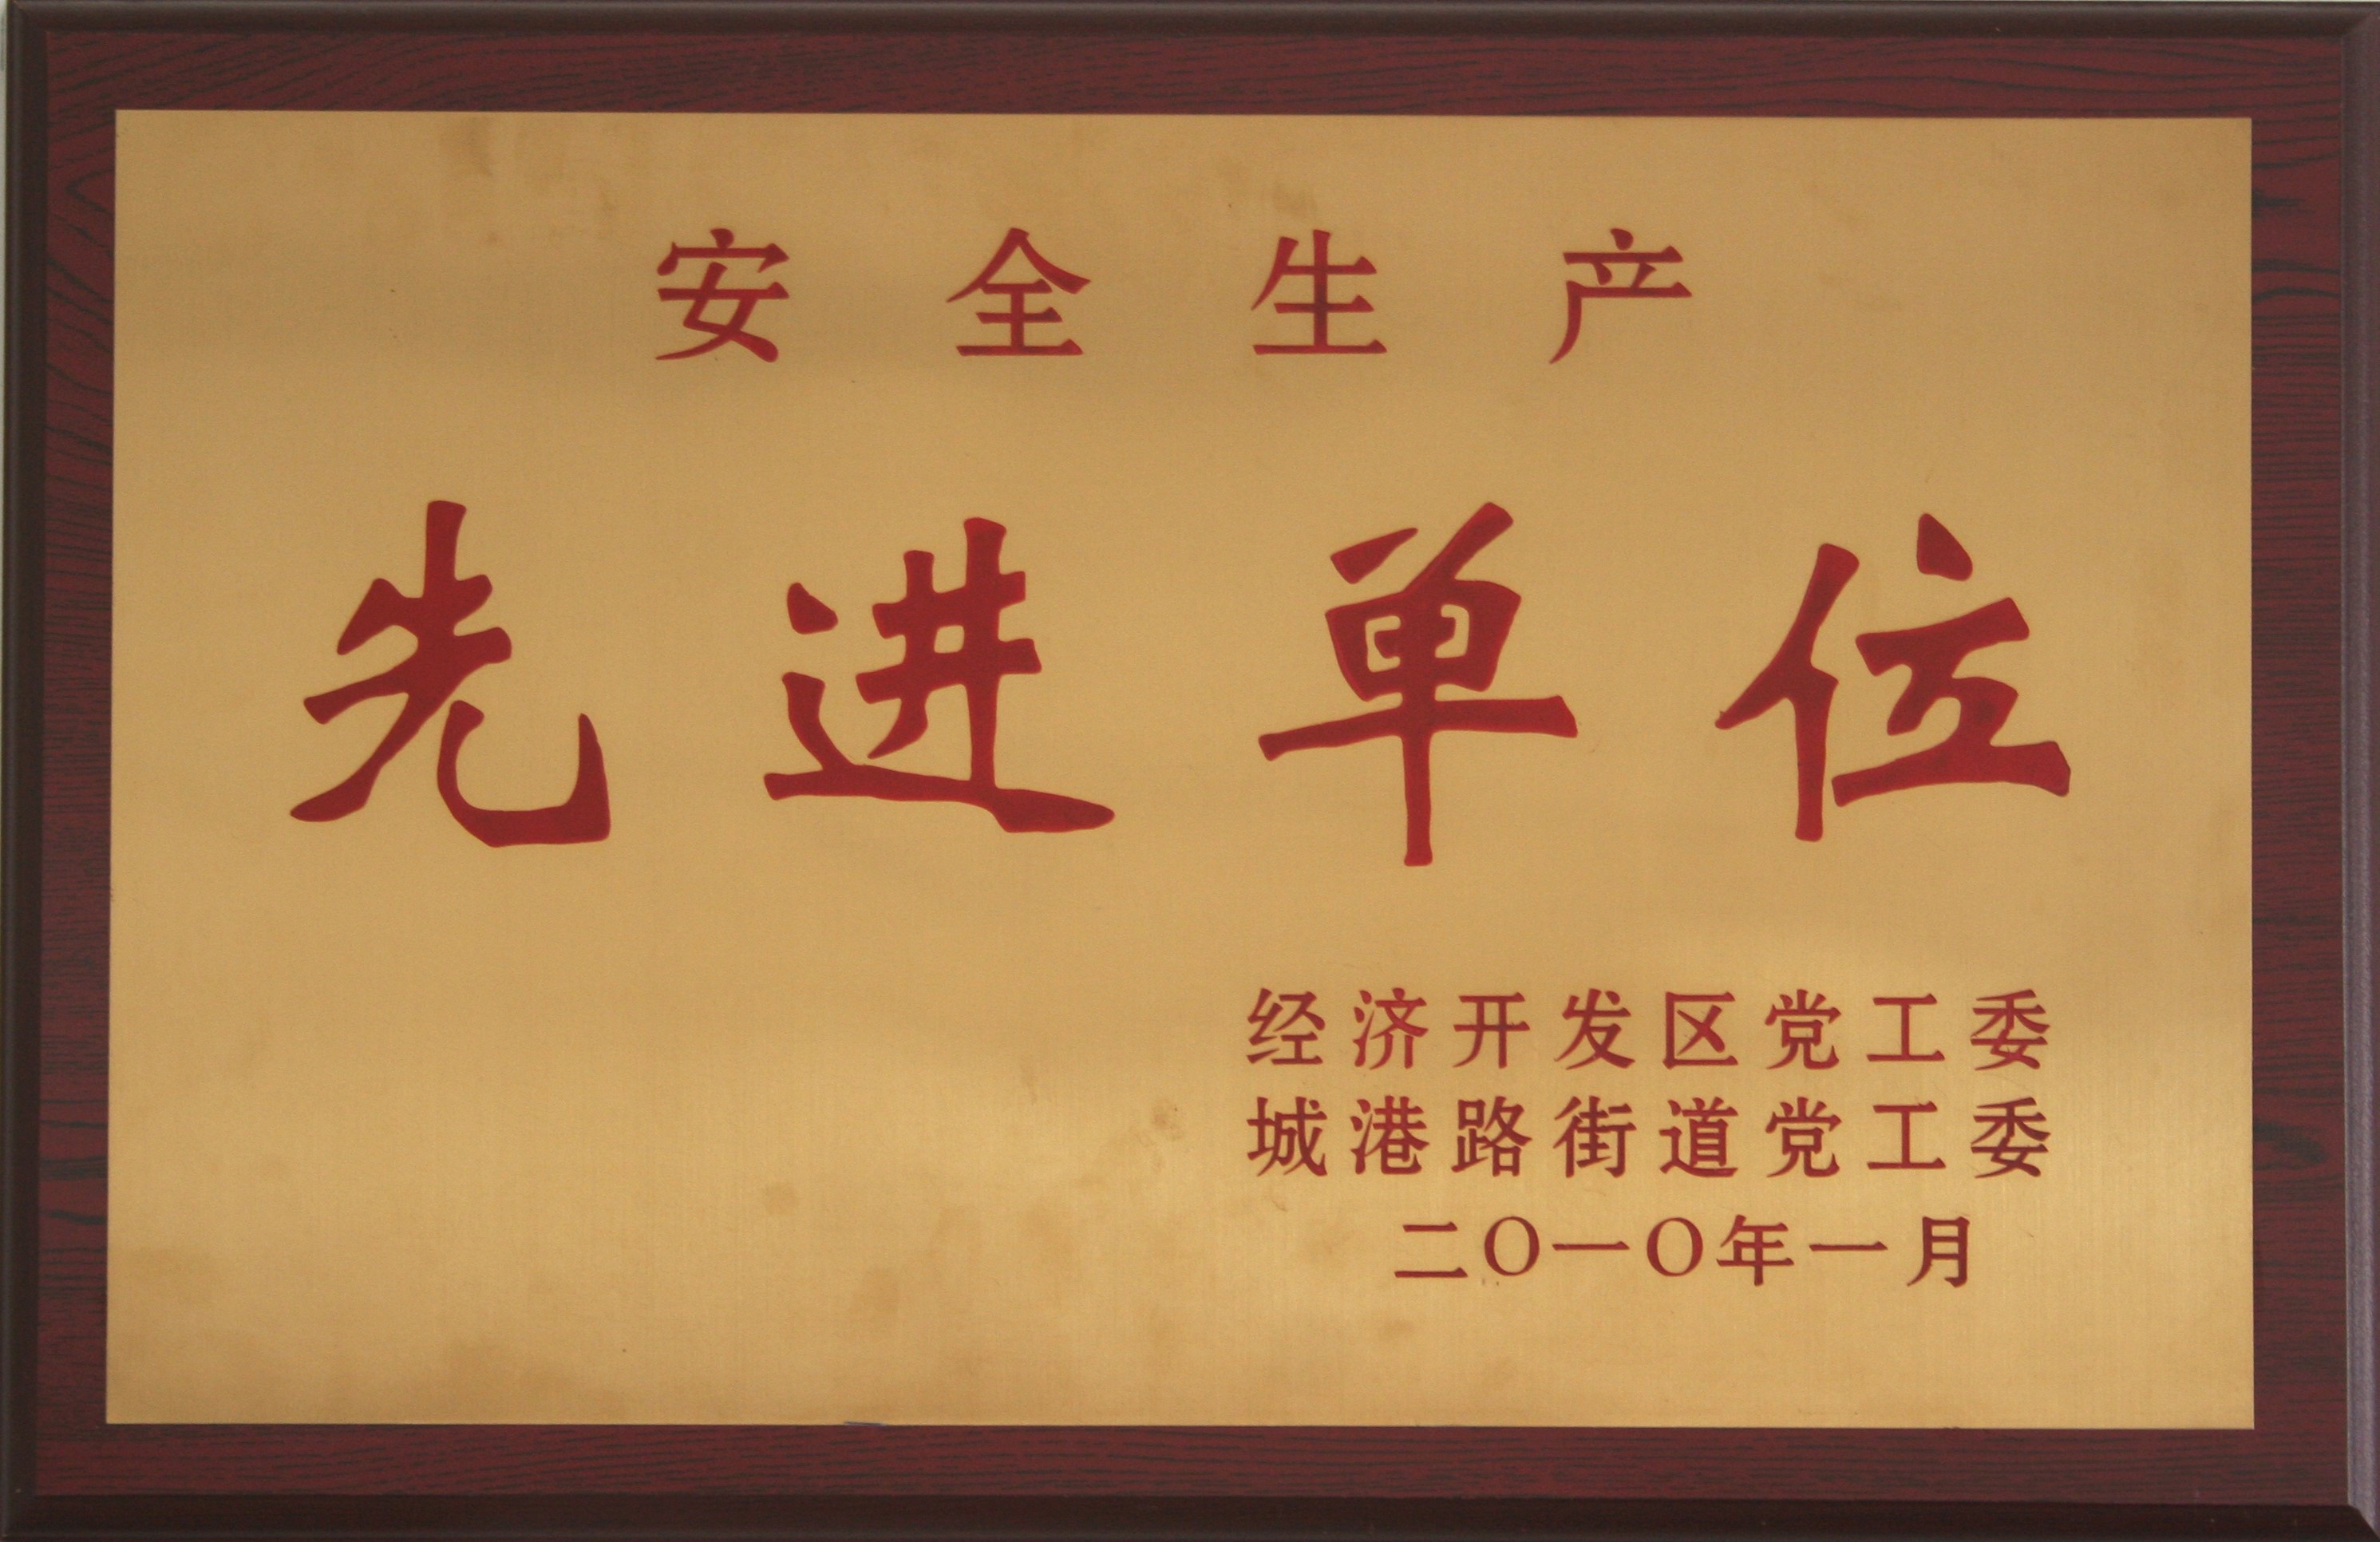 安全生产
先进单位
经济开发区党工委
城港路街道党工委
二〇一〇年一月